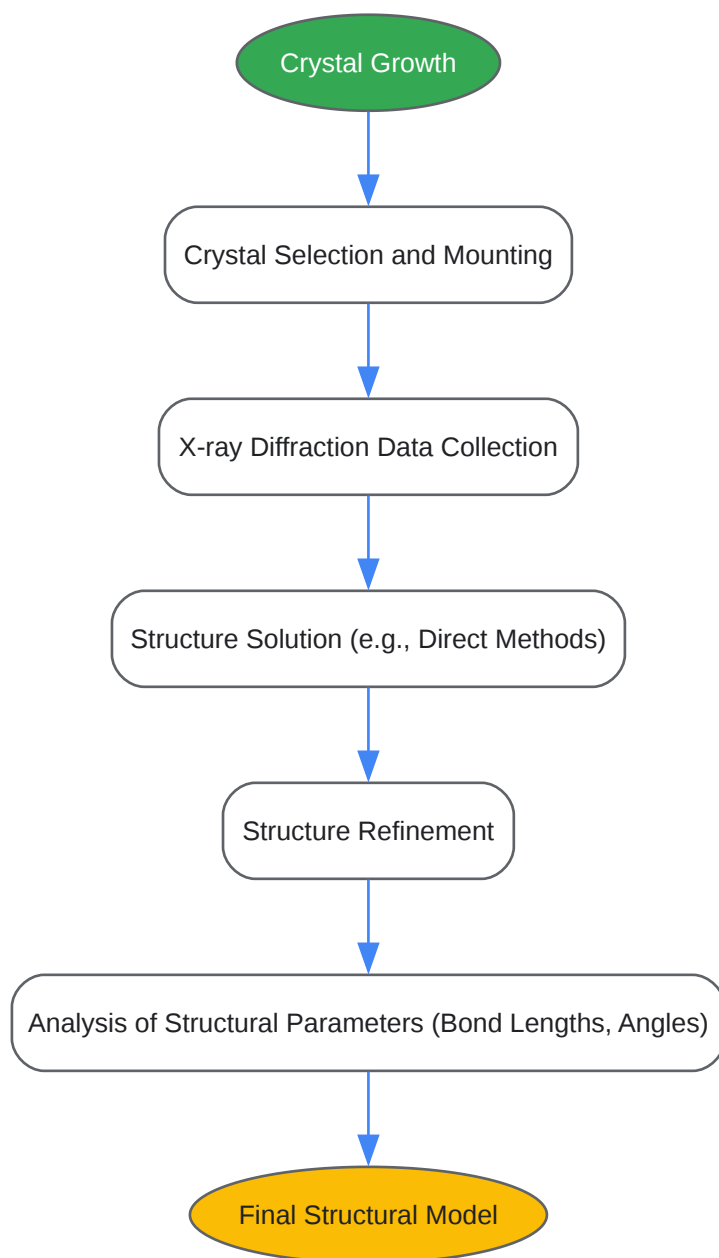 Crystal Growth
Crystal Selection and Mounting
X-ray Diffraction Data Collection
Structure Solution (e.g., Direct Methods)
Structure Refinement
Analysis of Structural Parameters (Bond Lengths, Angles)
Final Structural Model